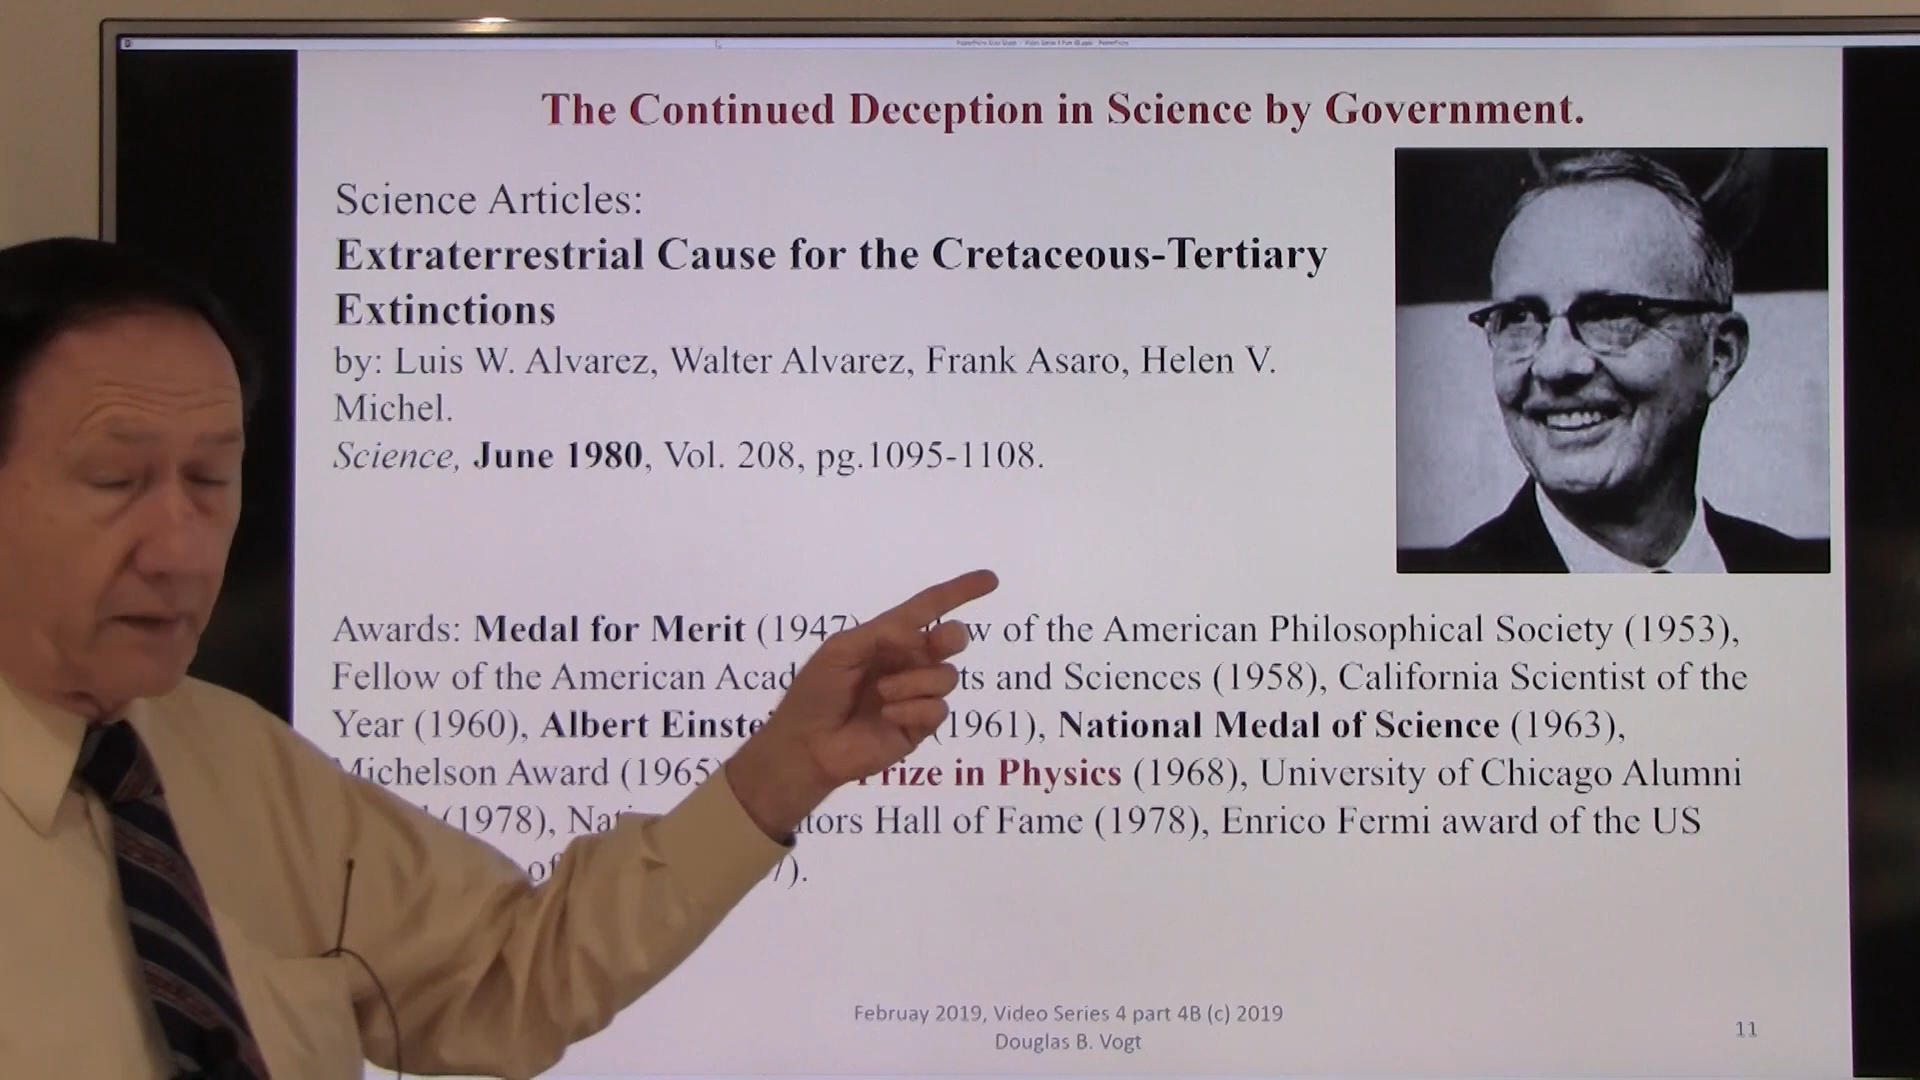 The Continued Deception in Science by Government.
Science Articles:
Extraterrestrial Cause for the Cretaceous-Tertiary
Extinctions
by: Luis W. Alvarez, Walter Alvarez, Frank Asaro, Helen V.
Michel.
Science, June 1980, Vol. 208, pg.1095-1108.
Awards: Medal for Merit (1947) w of the American Philosophical Society (1953),
Fellow of the American Acad ts and Sciences (1958), California Scientist of the
Year (1960), Albert Einste (1961), National Medal of Science (1963),
Michelson Award (1965) Prize in Physics (1968), University of Chicago Alumni
(1978), Nat tors Hall of Fame (1978), Enrico Fermi award of the US
of 7).
Februay 2019, Video Series 4 part 4B (c) 2019
Douglas B. Vogt
11